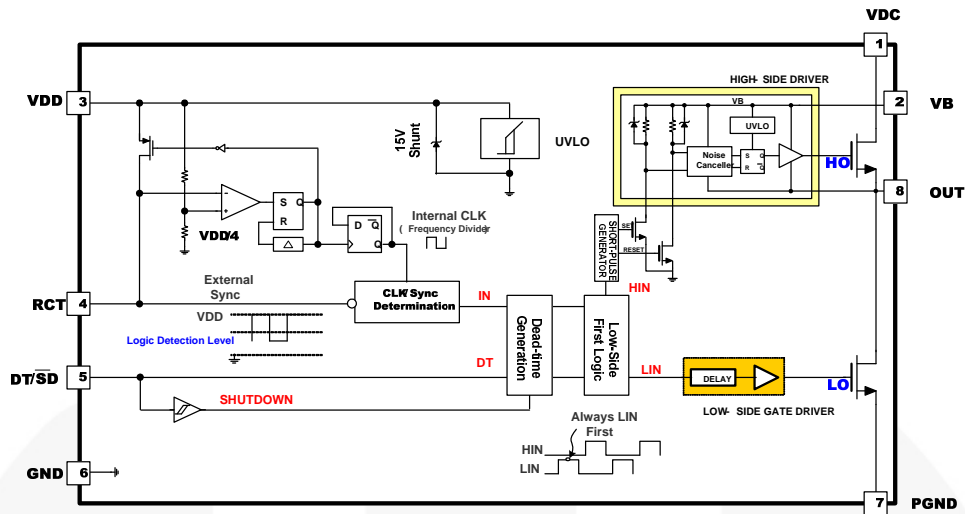 VDC
1
HIGH- SIDE DRIVER
VDD
3
VB
2
VB
15V
Shunt
UVLO
UVLO
Noise
Canceller
S
Q
R
Q
HO
8
OUT
VDD/4
S
Q
R
D
Q
Q
Internal CLK
( Frequency Divider )
SHORT-PULSE
GENERATOR
SE
RESET
External
Sync
RCT
4
CLK/Sync
Determination
IN
HIN
VDD
Logic Detection Level
Dead-time
Generation
Low-Side
First Logic
DT/SD
5
DT
LIN
DELAY
LO
SHUTDOWN
LOW- SIDE GATE DRIVER
Always LIN
First
HIN
LIN
GND
6
7
PGND